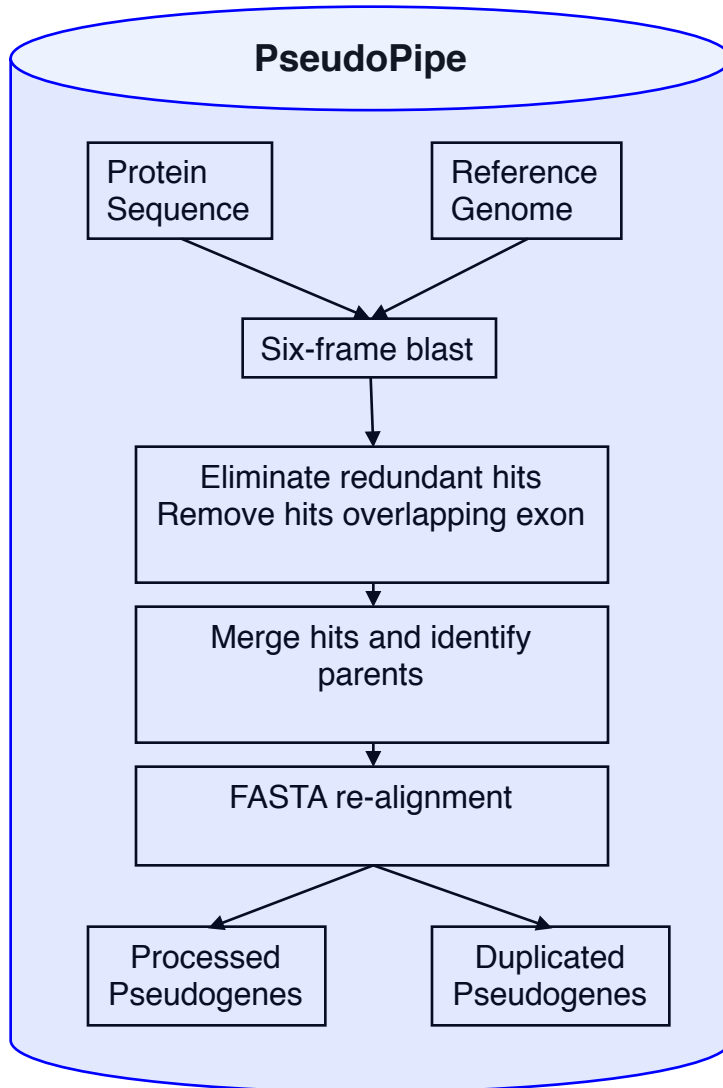 PseudoPipe
Protein
Sequence
Reference
Genome
Six-frame blast
Eliminate redundant hits
Remove hits overlapping exon
Merge hits and identify
parents
FASTA re-alignment
Processed
Pseudogenes
Duplicated
Pseudogenes